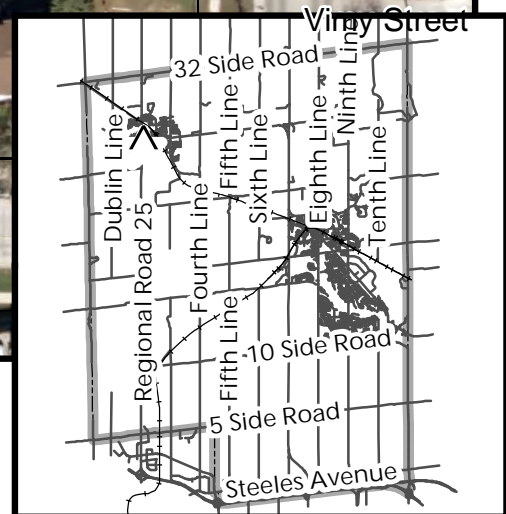 Vimy Street
32 Side Road
Ninth Line
Fifth Line
Eighth Line
Dublin Line
Sixth Line
Tenth Line
Fourth Line
Regional Road 25
Fifth Line
10 Side Road
5 Side Road
Steeles Avenue